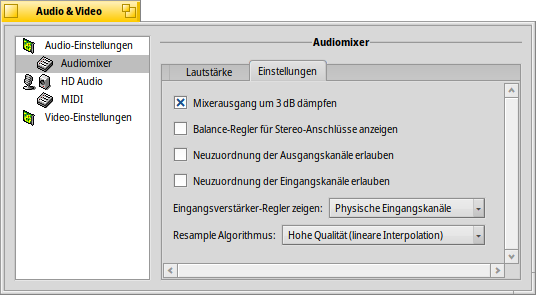 Audio & Video
Audio-Einstellungen
Audiomixer
HD Audio
MIDI
Video-Einstellungen
Audiomixer
Lautstärke
Einstellungen
Mixerausgang um 3 dB dämpfen
Balance-Regler für Stereo-Anschlüsse anzeigen
Neuzuordnung der Ausgangskanäle erlauben
Neuzuordnung der Eingangskanäle erlauben
Eingangsverstärker-Regler zeigen: Physische Eingangskanäle
Resample Algorithmus: Hohe Qualität (lineare Interpolation)